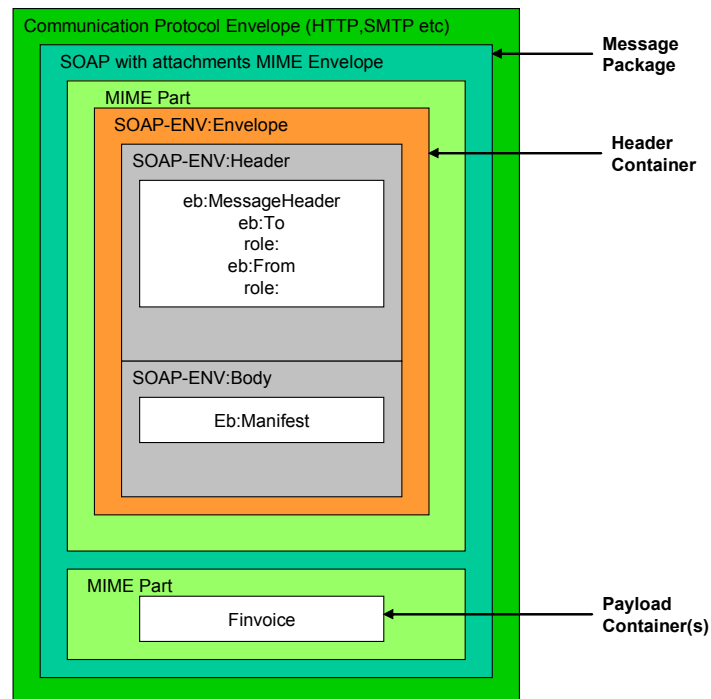 Communication Protocol Envelope (HTTP,SMTP etc)
SOAP with attachments MIME Envelope
Message
Package
MIME Part
SOAP-ENV:Envelope
Header
Container
SOAP-ENV:Header
eb:MessageHeader
eb:To
role:
eb:From
role:
SOAP-ENV:Body
Eb:Manifest
MIME Part
Finvoice
Payload
Container(s)